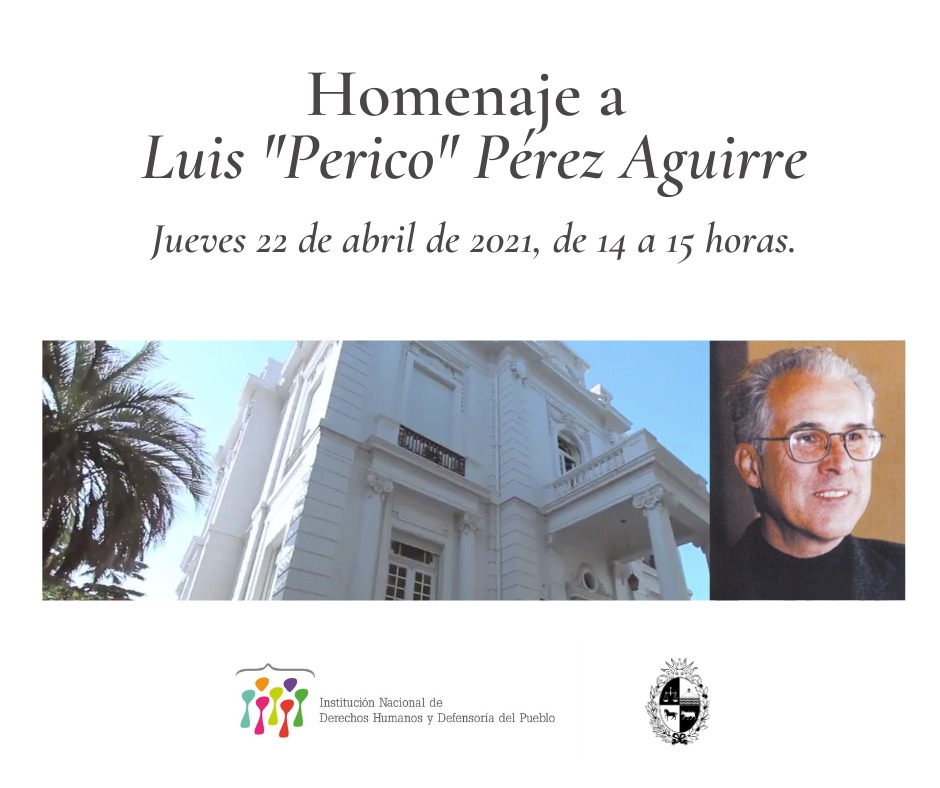 Homenaje a
Luis "Perico" Pérez Aguirre
Jueves 22 de abril de 2021, de 14 a 15 horas.
Institución Nacional de
Derechos Humanos y Defensoría del Pueblo